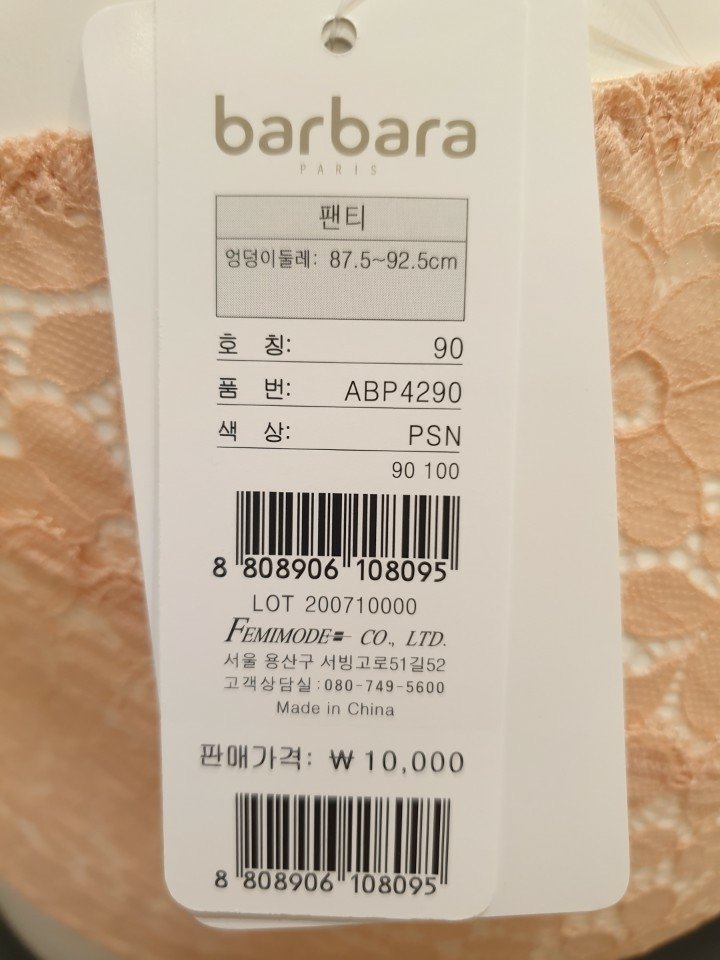 barbara
PARIS
팬티
엉덩이둘레: 87.5~92.5cm
호 칭: 90
품 번: ABP4290
색 상: PSN
90 100
8 808906 108095
LOT 200710000
FEMIMODE CO., LTD.
서울 용산구 서빙고로51길52
고객상담실:080-749-5600
Made in China
판매가격: ₩ 10,000
8 808906 108095